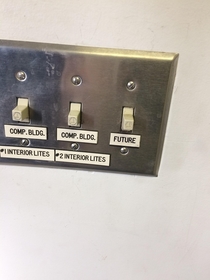 COMP. BLDG.
COMP. BLDG.
FUTURE
#1 INTERIOR LITES
#2 INTERIOR LITES